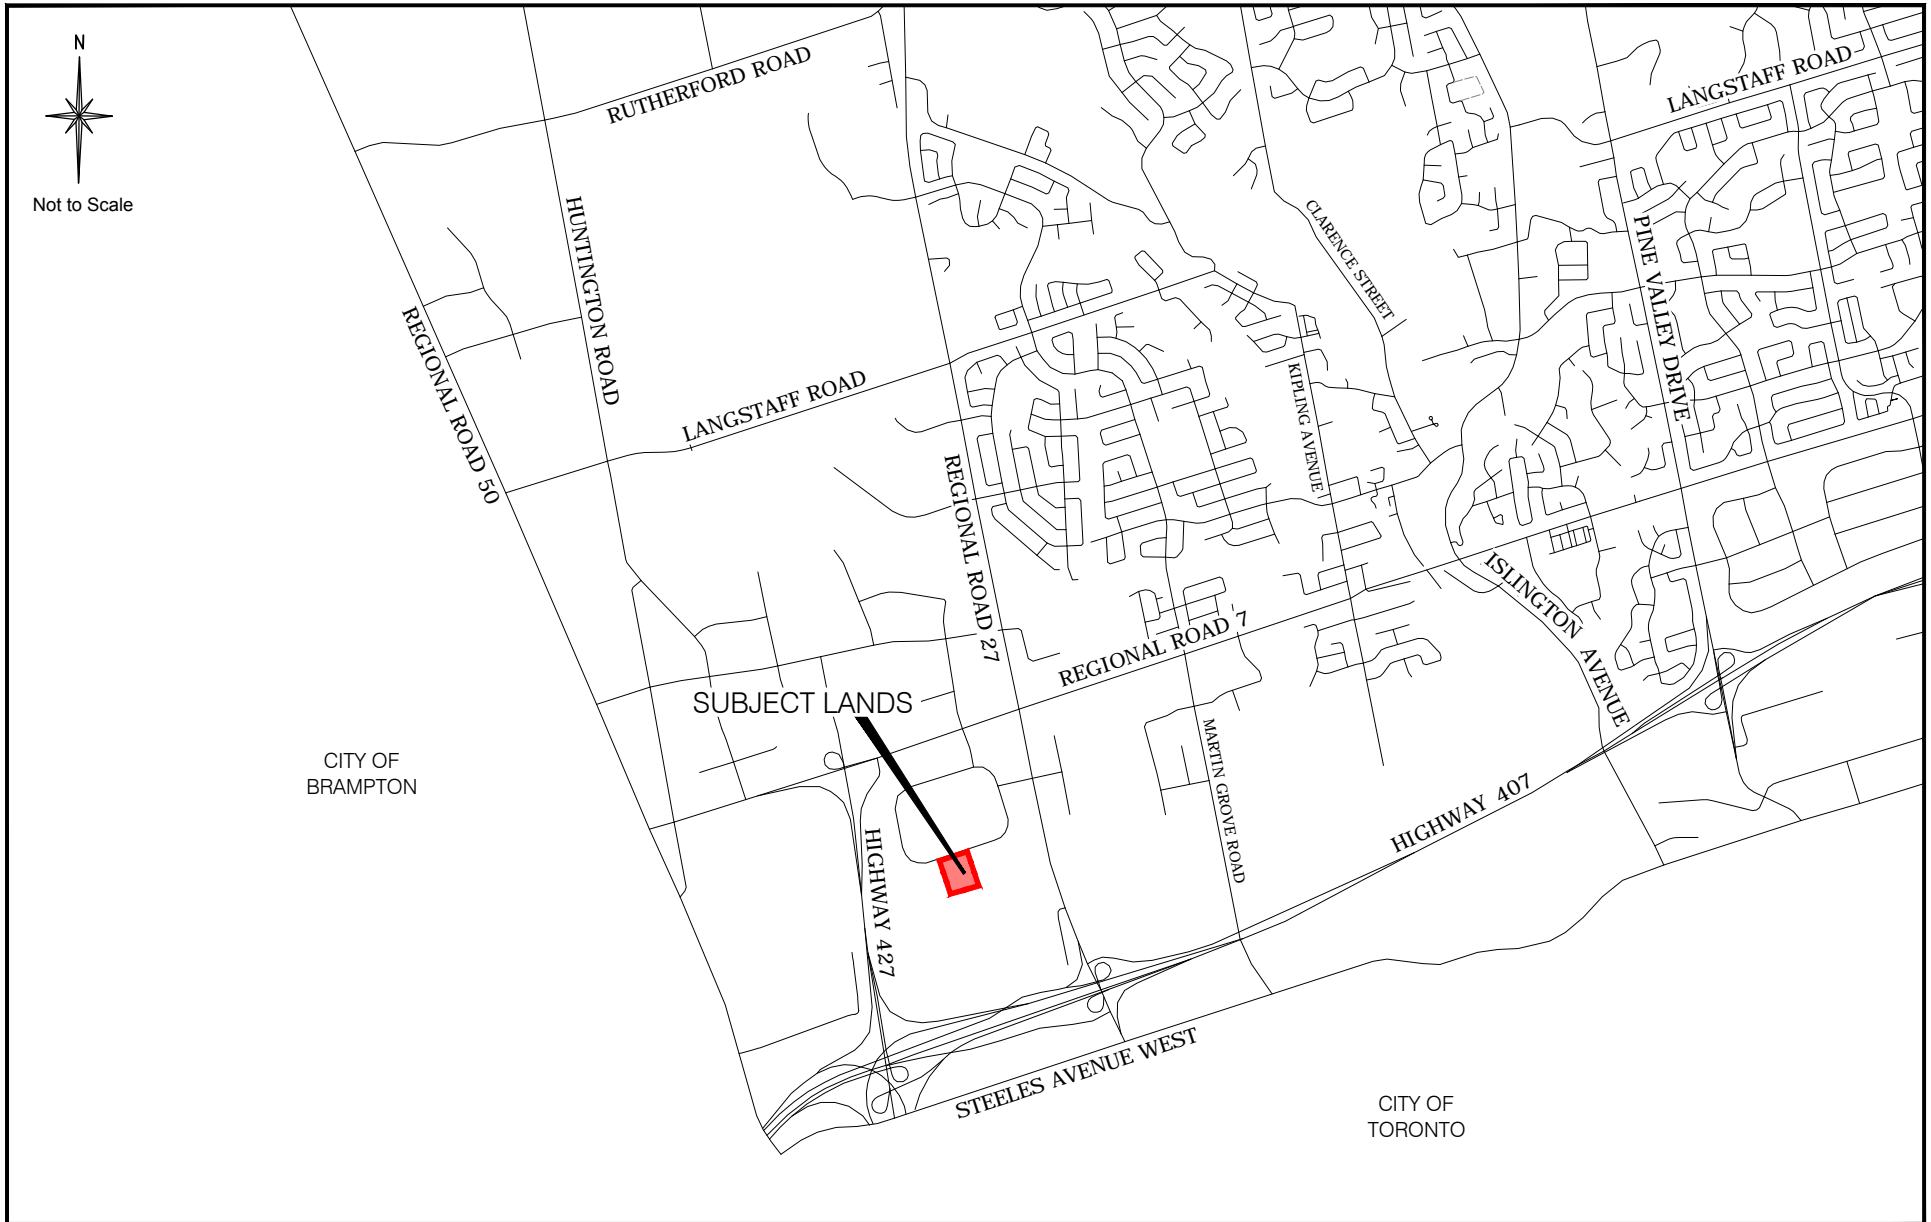 N
Not to Scale
RUTHERFORD ROAD
LANGSTAFF ROAD
HUNTINGTON ROAD
CLARENCE STREET
PINE VALLEY DRIVE
REGIONAL ROAD 50
LANGSTAFF ROAD
KIPLING AVENUE
REGIONAL ROAD 27
ISLINGTON AVENUE
REGIONAL ROAD 7
SUBJECT LANDS
MARTIN GROVE ROAD
CITY OF
BRAMPTON
HIGHWAY 407
HIGHWAY 427
STEELES AVENUE WEST
CITY OF
TORONTO